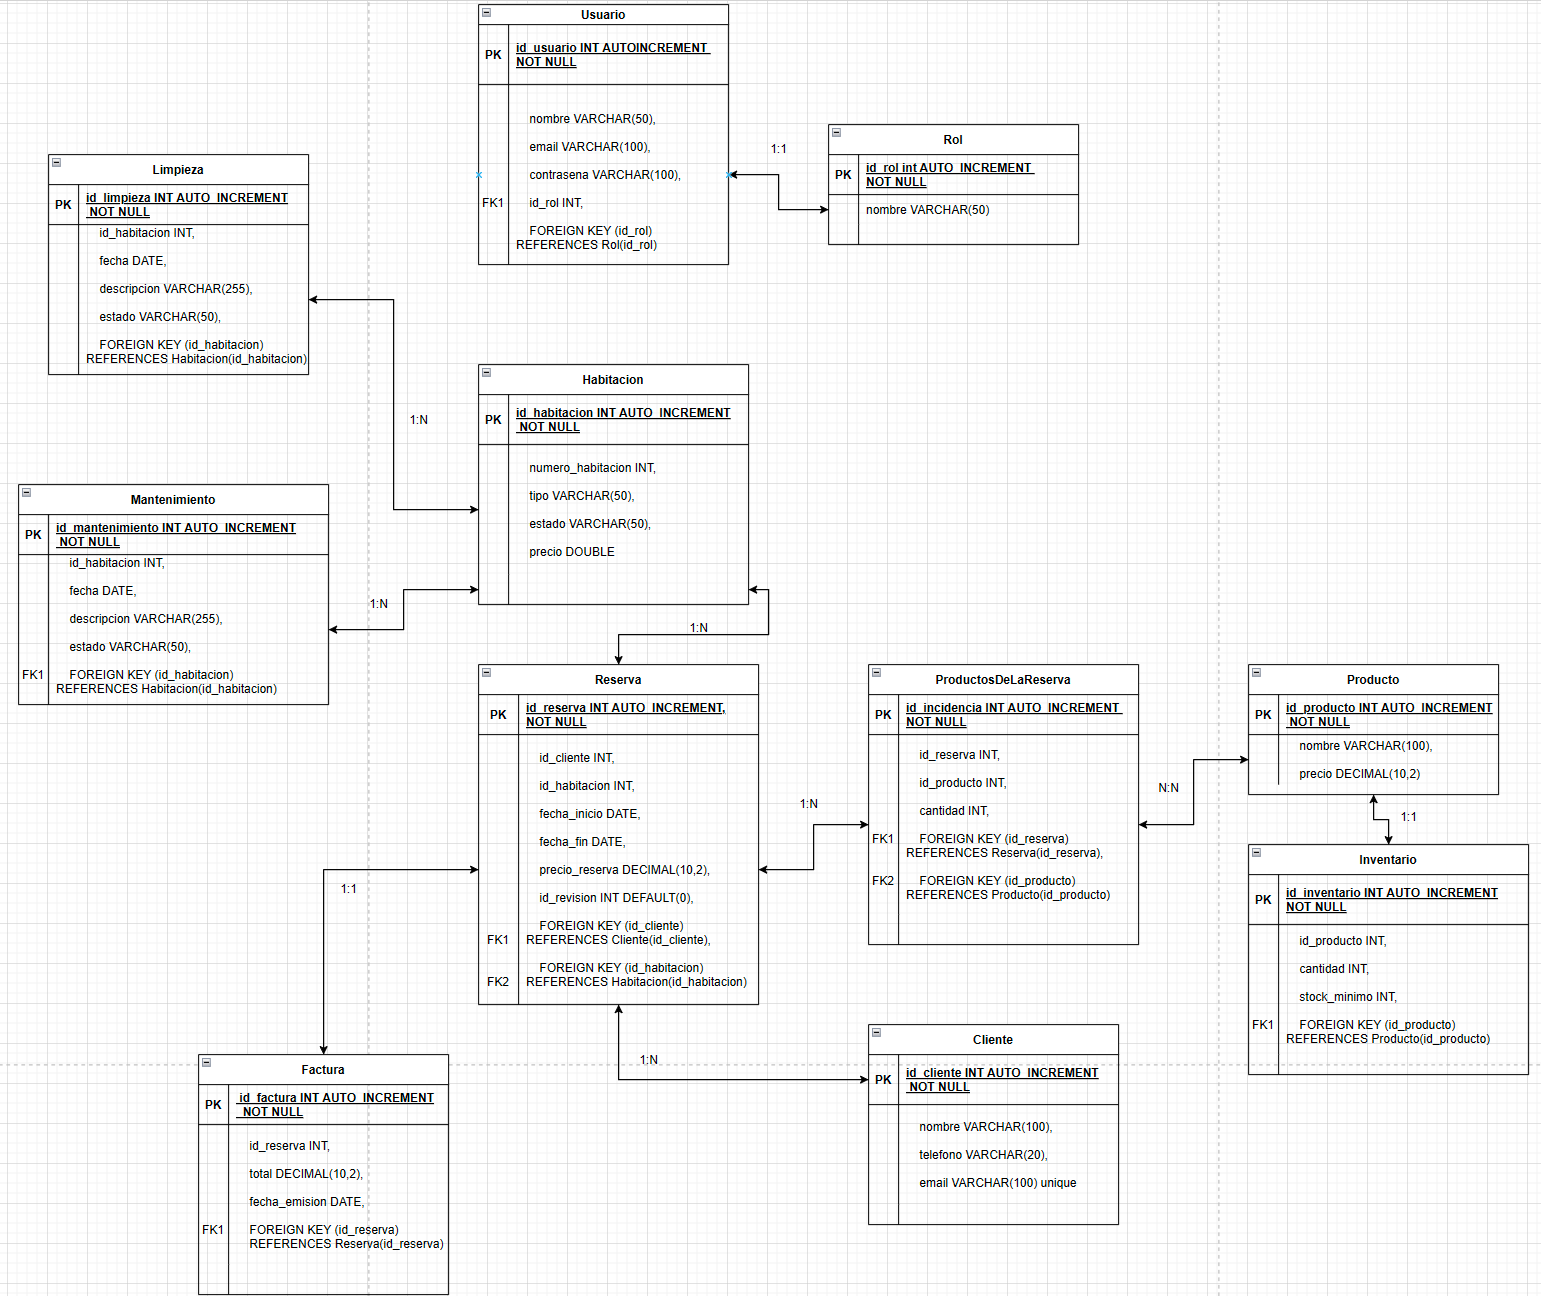 Usuario
PK
id_usuario INT AUTOINCREMENT
NOT NULL
nombre VARCHAR(50),
email VARCHAR(100),
contrasena VARCHAR(100),
FK1
id_rol INT,
FOREIGN KEY (id_rol)
REFERENCES Rol(id_rol)
1:1
Rol
PK
id_rol int AUTO_INCREMENT
NOT NULL
nombre VARCHAR(50)
Limpieza
PK
id_limpieza INT AUTO_INCREMENT
NOT NULL
id_habitacion INT,
fecha DATE,
descripcion VARCHAR(255),
estado VARCHAR(50),
FOREIGN KEY (id_habitacion)
REFERENCES Habitacion(id_habitacion)
1:N
Habitacion
PK
id_habitacion INT AUTO_INCREMENT
NOT NULL
numero_habitacion INT,
tipo VARCHAR(50),
estado VARCHAR(50),
precio DOUBLE
Mantenimiento
PK
id_mantenimiento INT AUTO_INCREMENT
NOT NULL
id_habitacion INT,
fecha DATE,
descripcion VARCHAR(255),
estado VARCHAR(50),
FK1
FOREIGN KEY (id_habitacion)
REFERENCES Habitacion(id_habitacion)
1:N
1:N
Reserva
PK
id_reserva INT AUTO_INCREMENT,
NOT NULL
id_cliente INT,
id_habitacion INT,
fecha_inicio DATE,
fecha_fin DATE,
precio_reserva DECIMAL(10,2),
id_revision INT DEFAULT(0),
FOREIGN KEY (id_cliente)
FK1
REFERENCES Cliente(id_cliente),
FOREIGN KEY (id_habitacion)
FK2
REFERENCES Habitacion(id_habitacion)
1:N
ProductosDeLaReserva
PK
id_incidencia INT AUTO_INCREMENT
NOT NULL
id_reserva INT,
id_producto INT,
cantidad INT,
FK1
FOREIGN KEY (id_reserva)
REFERENCES Reserva(id_reserva),
FK2
FOREIGN KEY (id_producto)
REFERENCES Producto(id_producto)
N:N
Producto
PK
id_producto INT AUTO_INCREMENT
NOT NULL
nombre VARCHAR(100),
precio DECIMAL(10,2)
1:1
Inventario
PK
id_inventario INT AUTO_INCREMENT
NOT NULL
id_producto INT,
cantidad INT,
stock_minimo INT,
FK1
FOREIGN KEY (id_producto)
REFERENCES Producto(id_producto)
1:1
Factura
PK
id_factura INT AUTO_INCREMENT
NOT NULL
id_reserva INT,
total DECIMAL(10,2),
fecha_emision DATE,
FK1
FOREIGN KEY (id_reserva)
REFERENCES Reserva(id_reserva)
1:N
Cliente
PK
id_cliente INT AUTO_INCREMENT
NOT NULL
nombre VARCHAR(100),
telefono VARCHAR(20),
email VARCHAR(100) unique